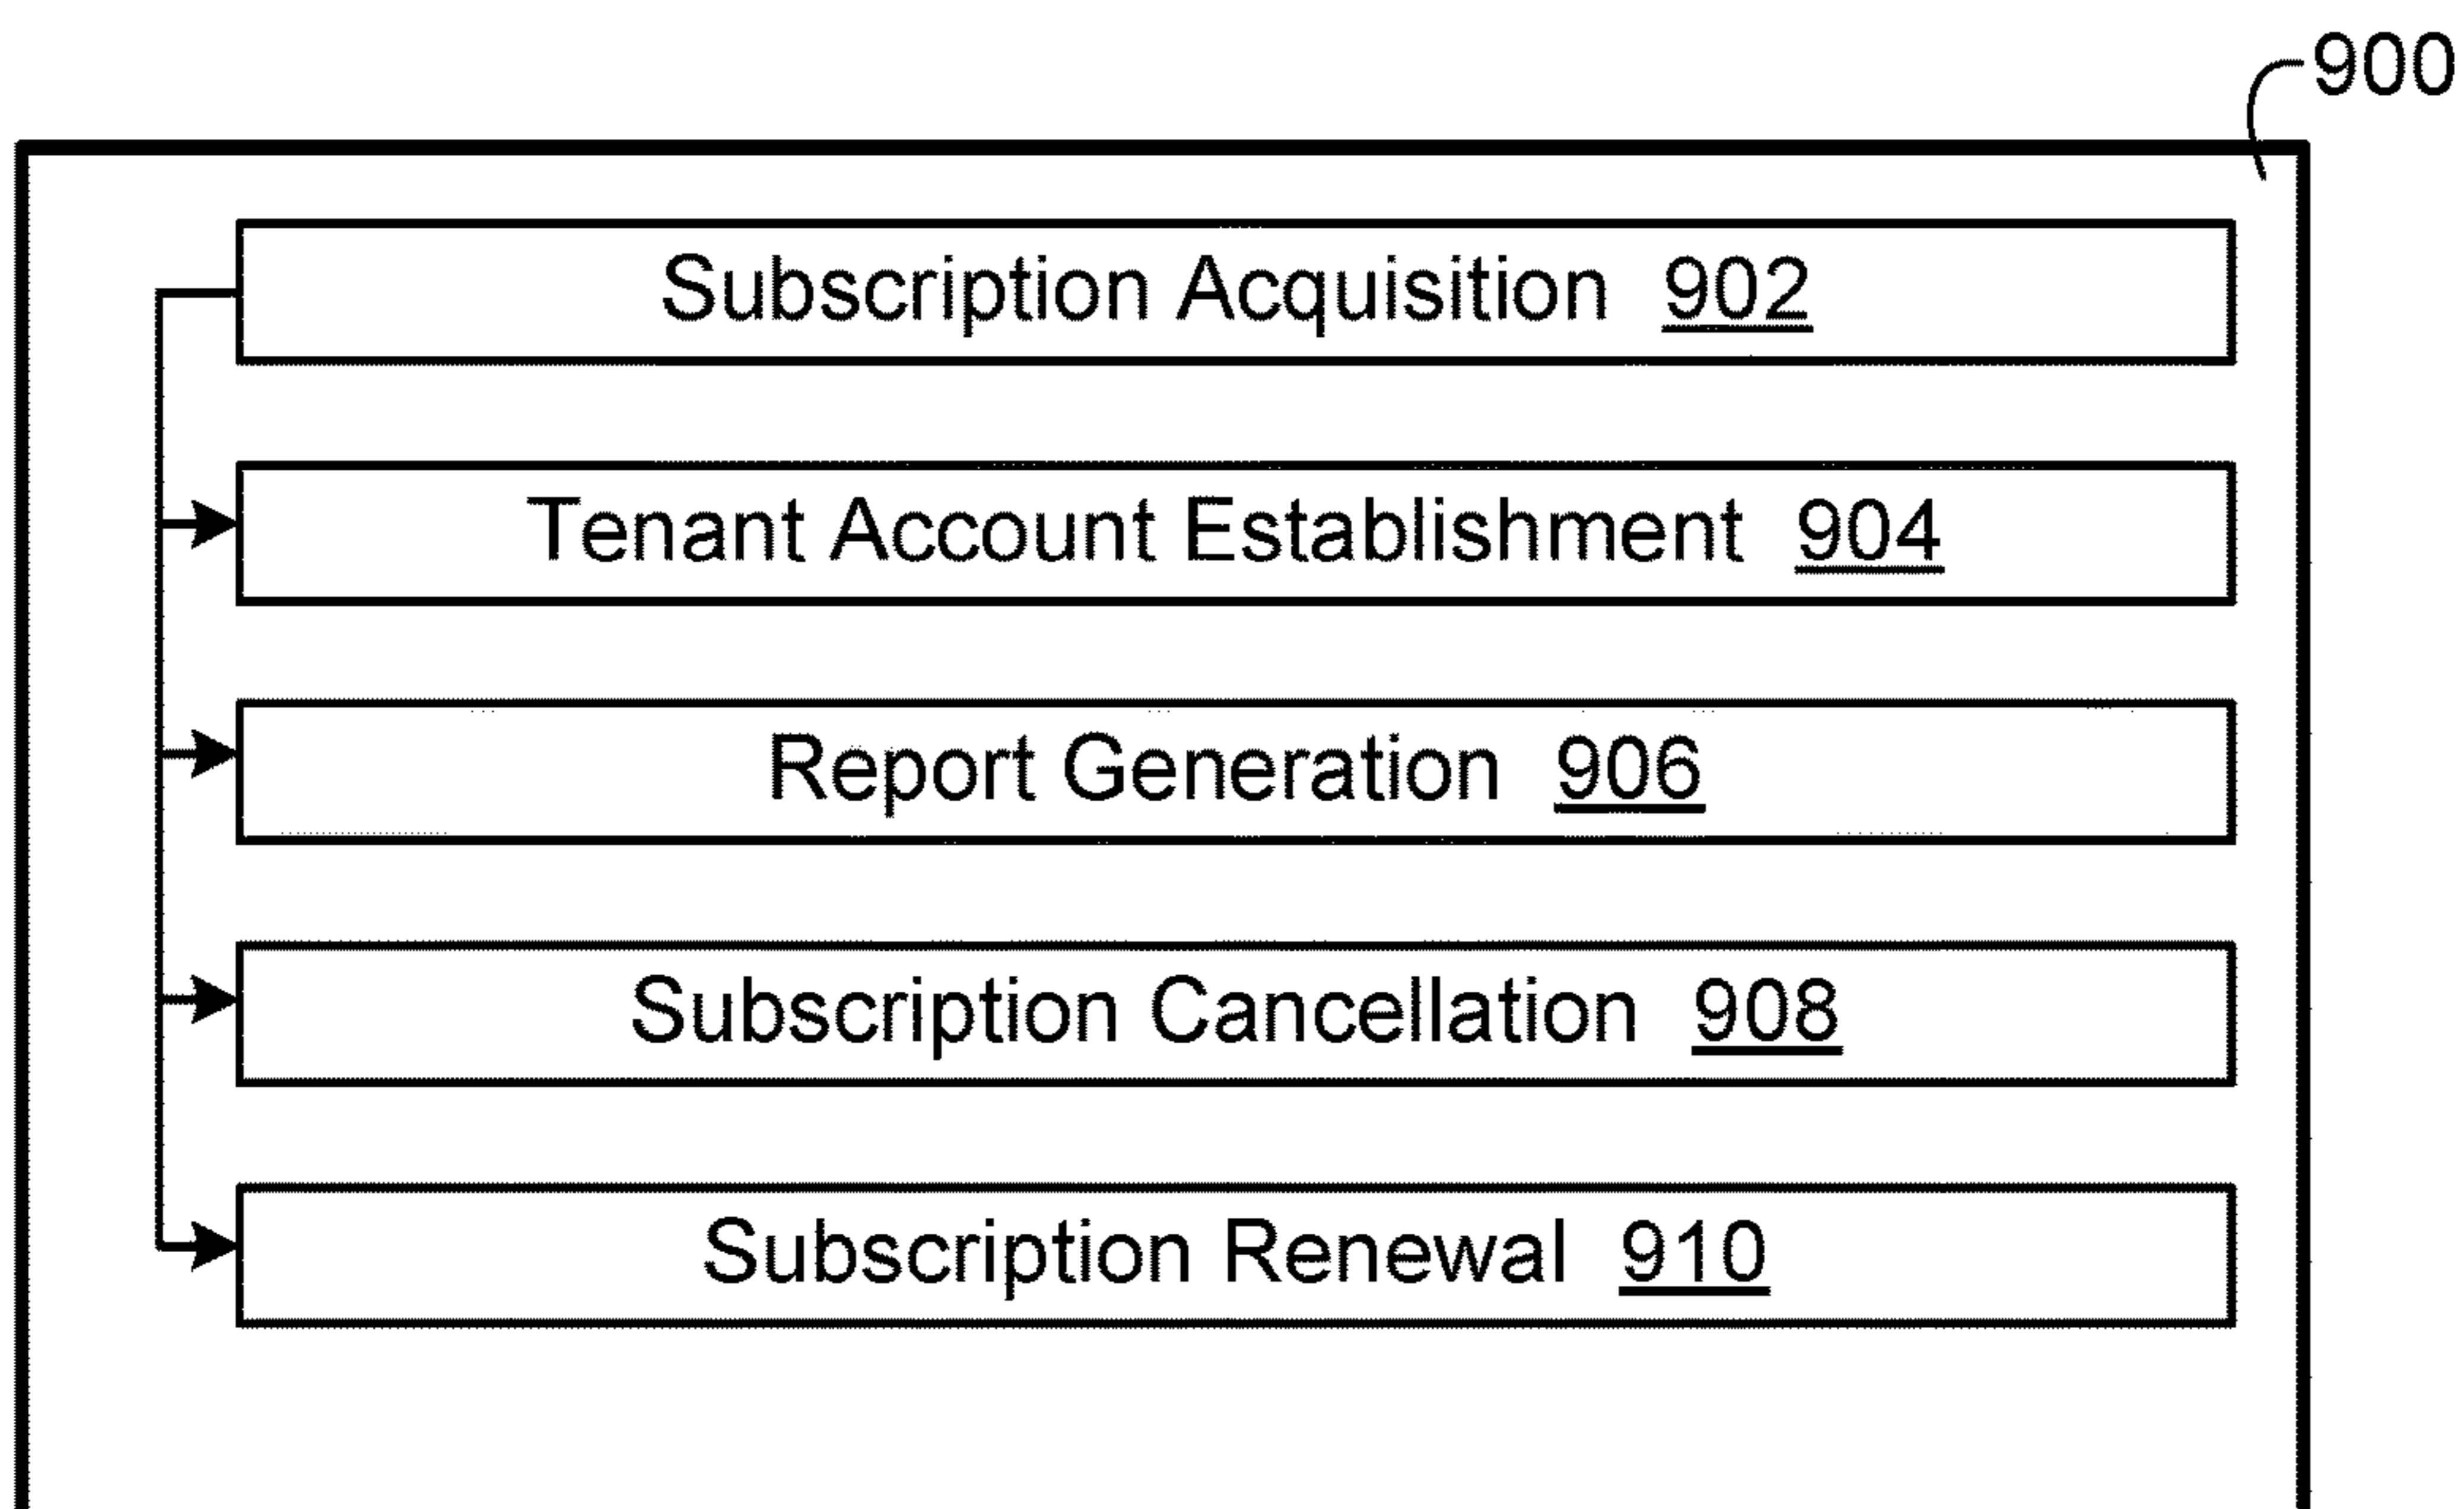 900
Subscription Acquisition 902
Tenant Account Establishment 904
Report Generation 906
Subscription Cancellation 908
Subscription Renewal 910